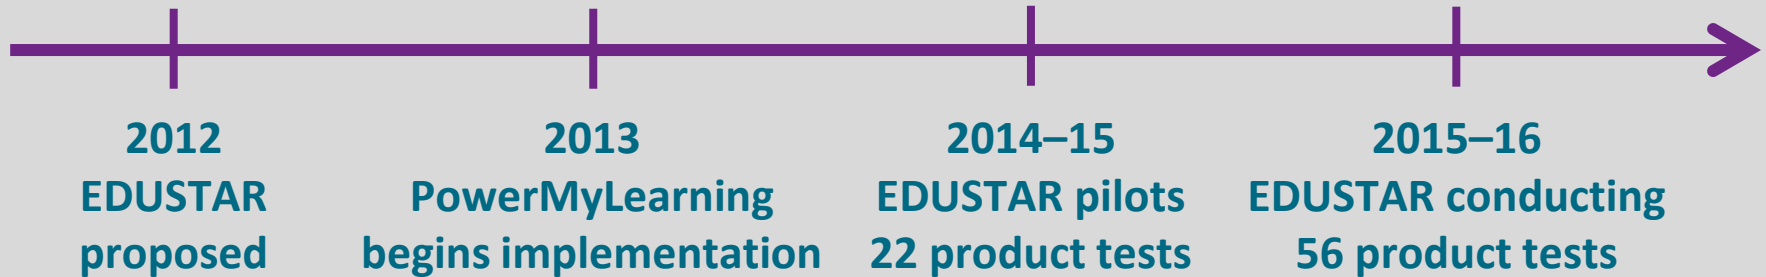 2012
EDUSTAR
proposed
2013
PowerMyLearning
begins implementation
2014–15
EDUSTAR pilots
22 product tests
2015–16
EDUSTAR conducting
56 product tests